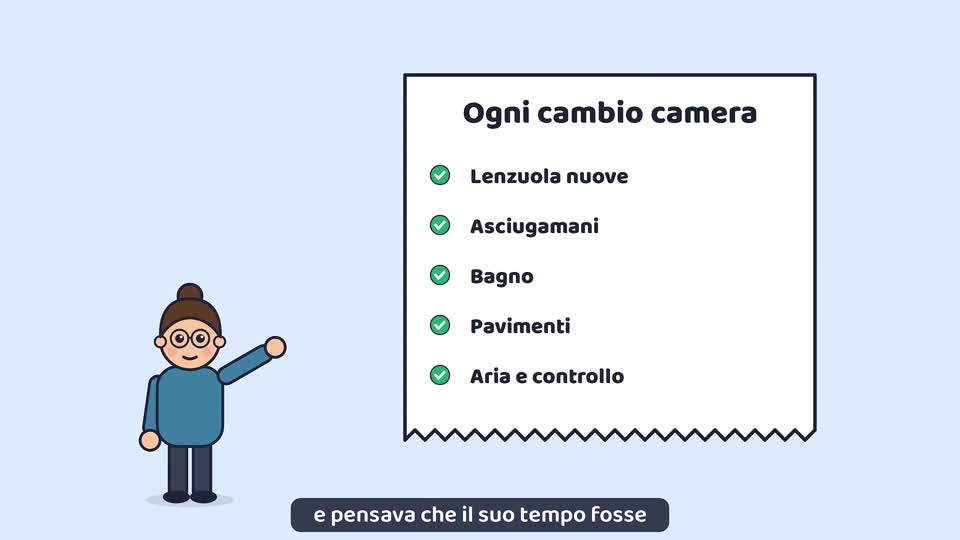 Ogni cambio camera
Lenzuola nuove
Asciugamani
Bagno
Pavimenti
Aria e controllo
e pensava che il suo tempo fosse